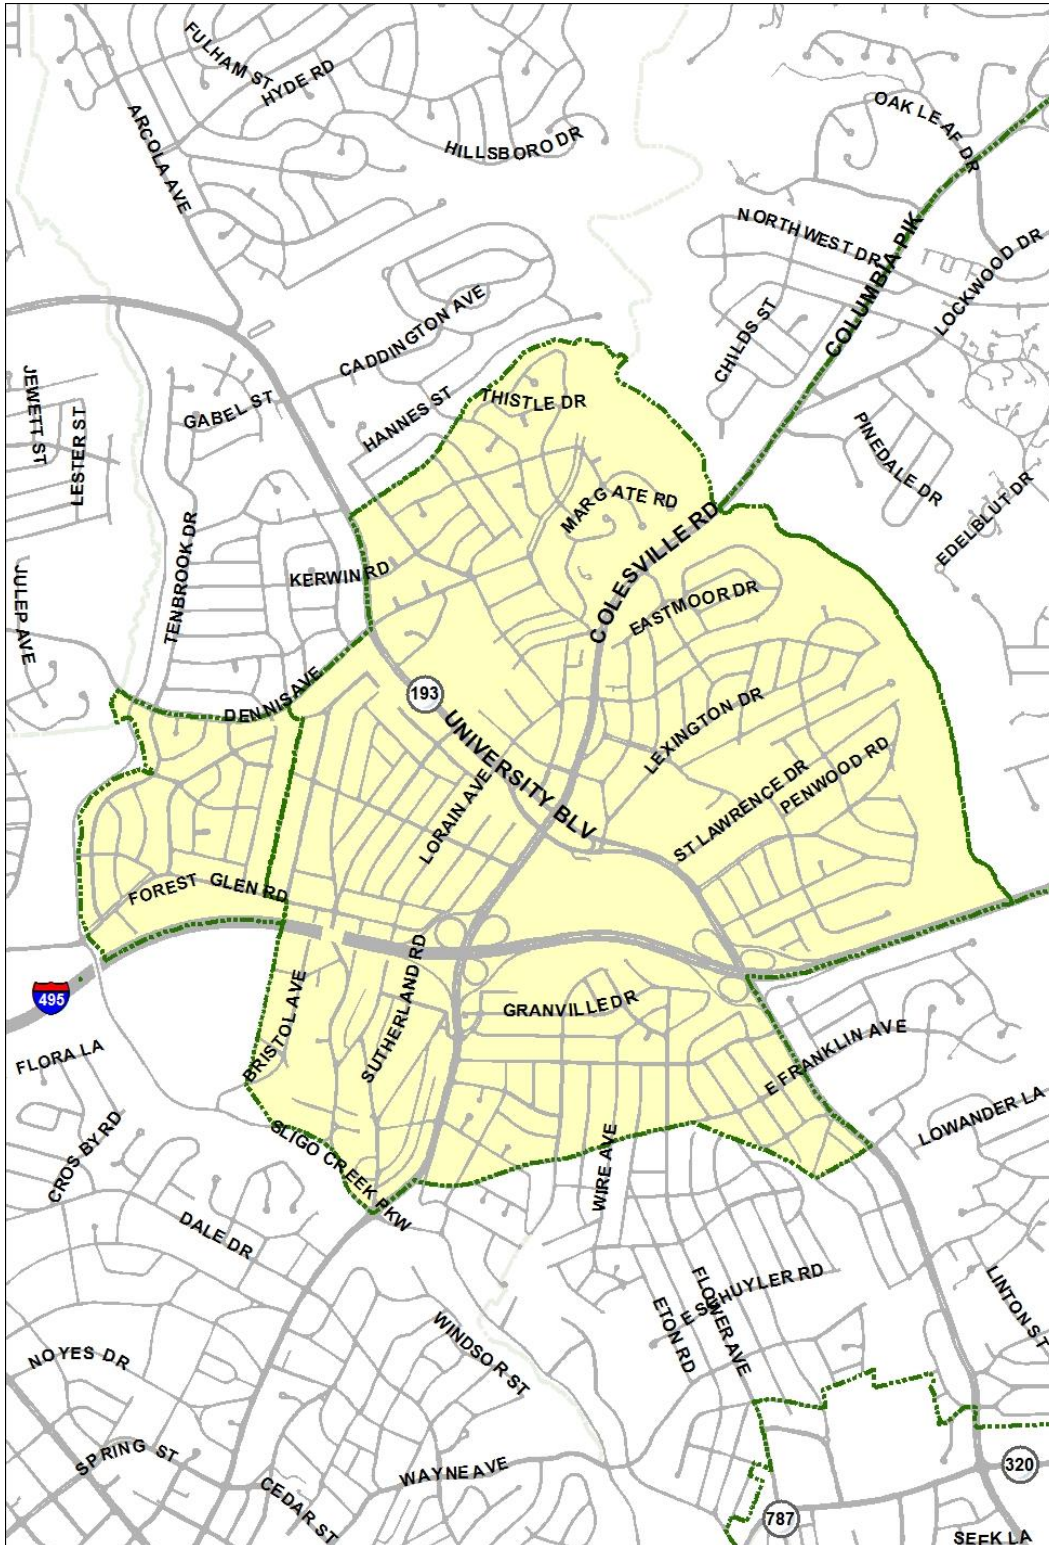 FULHAM ST
HYDE RD
ARCOLA AVE
HILLSBORO DR
OAK LEAF DR
NORTHWEST DR
COLUMBIA PIK
LOCKWOOD DR
CADDINGTON AVE
CHILDS ST
JEWETT ST
LESTER ST
GABEL ST
HANNES ST
THISTLE DR
PINEDALE DR
MARGATE RD
EDELBLUT DR
TENBROOK DR
KERWIN RD
COLESVILLE RD
EASTMOOR DR
JULEP AVE
DENNIS AVE
193
UNIVERSITY BLV
LEXINGTON DR
LORAIN AVE
ST LAWRENCE DR
PENWOOD RD
FOREST GLEN RD
495
BRISTOL AVE
SUTHERLAND RD
GRANVILLE DR
FLORA LA
E FRANKLIN AVE
LOWANDER LA
CROSBY RD
SLIGO CREEK PKW
WIRE AVE
DALE DR
E SCHUYLER RD
LINTON ST
ETON RD
FLOWER AVE
WINDSOR ST
NOYES DR
SPRING ST
CEDAR ST
WAYNE AVE
320
787
SEEK LA